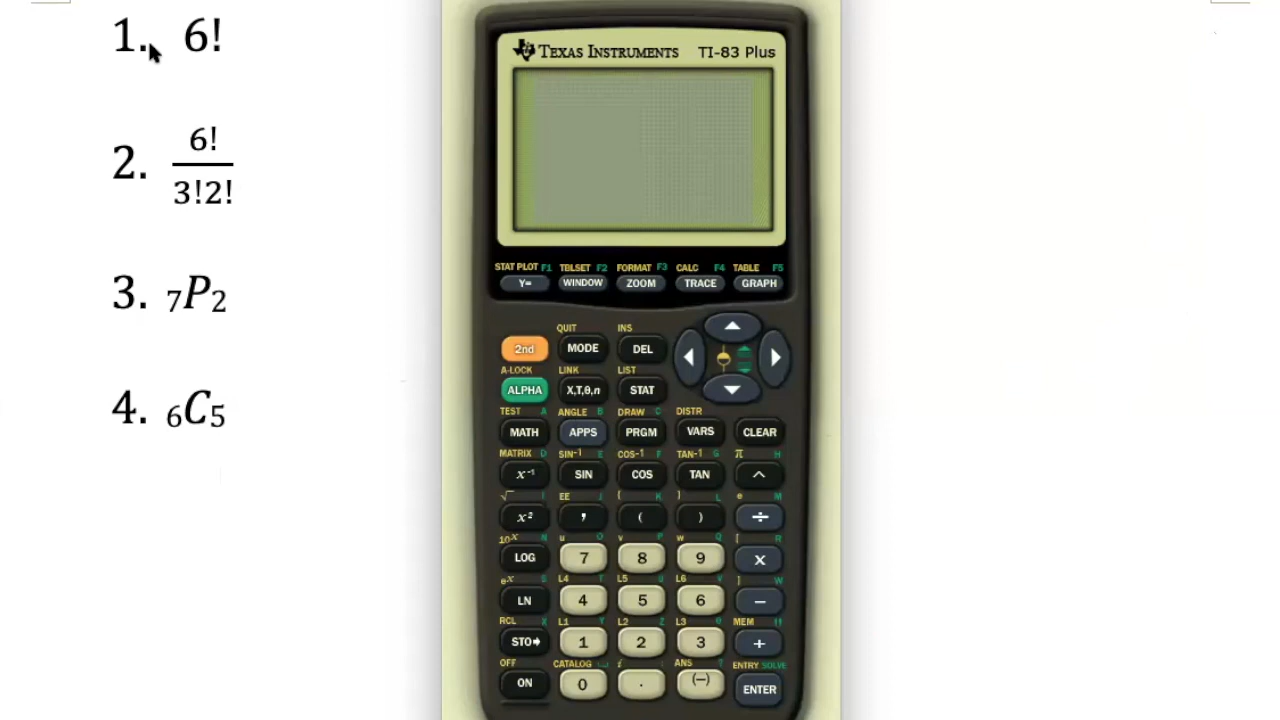 1. 6!
2. 6!
3!2!
3. ₇P₂
4. ₆C₅
TEXAS INSTRUMENTS TI-83 Plus
STAT PLOT F1 TBLSET F2 FORMAT F3 CALC F4 TABLE F5
Y= WINDOW ZOOM TRACE GRAPH
QUIT INS
2nd MODE DEL
A-LOCK LINK LIST
ALPHA X,T,θ,n STAT
TEST A ANGLE B DRAW C DISTR
MATH APPS PRGM VARS CLEAR
MATRIX D SIN⁻¹ E COS⁻¹ F TAN⁻¹ G π H
x⁻¹ SIN COS TAN ^
√ I EE J { K } L e M
x² , ( ) ÷
10ˣ N u O v P w Q [ R
LOG 7 8 9 x
eˣ S L4 T L5 U L6 V ] W
LN 4 5 6 −
RCL X L1 Y L2 Z L3 θ MEM "
STO➡ 1 2 3 +
OFF CATALOG i : ANS ? ENTRY SOLVE
ON 0 . (−) ENTER